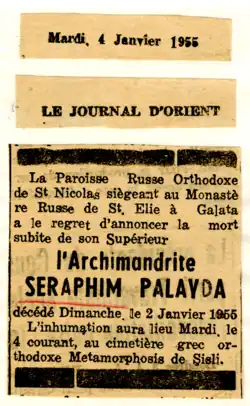 Mardi, 4 Janvier 1955
LE JOURNAL D'ORIENT
La Paroisse Russe Orthodoxe
de St Nicolas siègeant au Monastè
re Russe de St. Elie à Galata
a le regret d'annoncer la mort
subite de son Supérieur
l'Archimandrite
SERAPHIM PALAYDA
décédé Dimanche, le 2 Janvier 1955
L'inhumation aura lieu Mardi, le
4 courant, au cimetière grec or-
thodoxe Metamorphosis de Şişli.